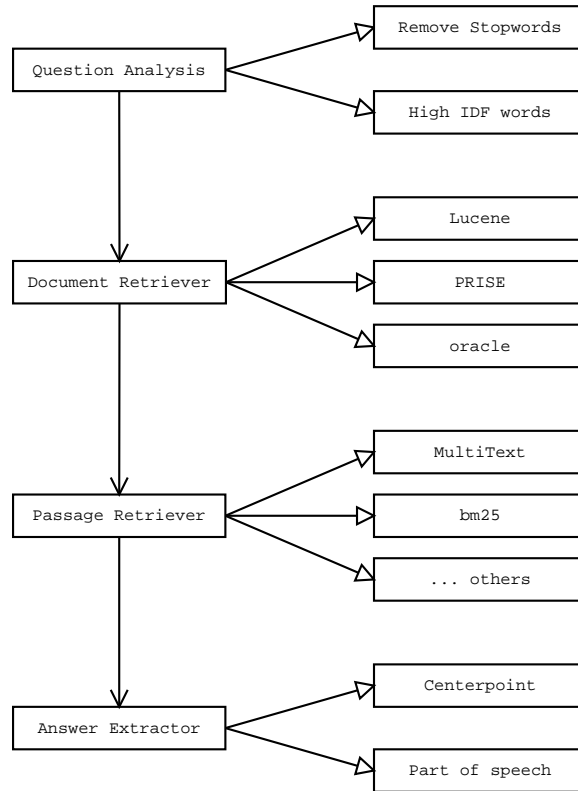 Remove Stopwords
Question Analysis
High IDF words
Lucene
Document Retriever
PRISE
oracle
MultiText
Passage Retriever
bm25
... others
Centerpoint
Answer Extractor
Part of speech